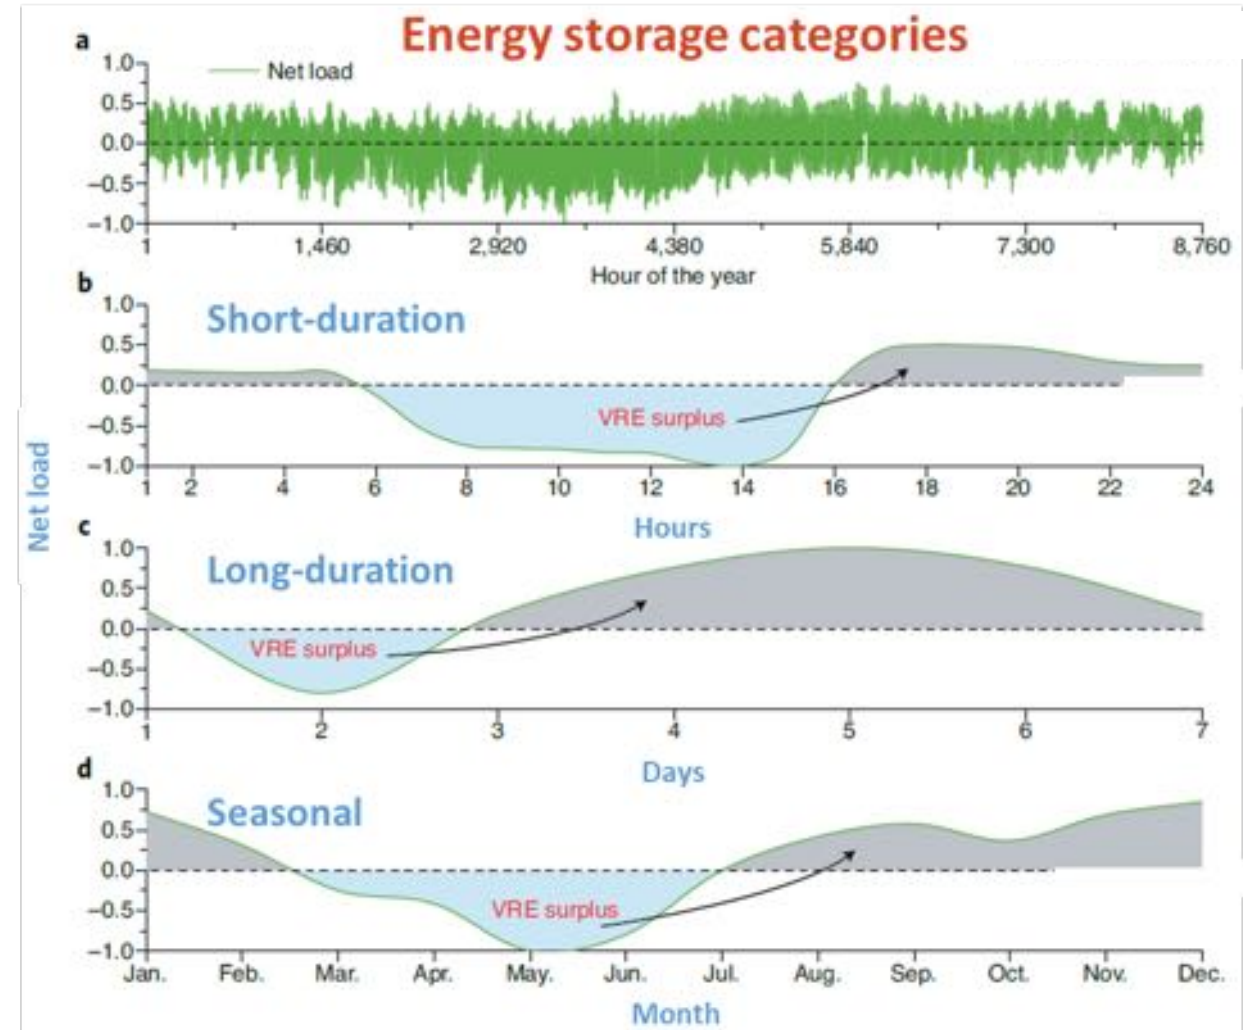 Energy storage categories
a
Net load
1.0
0.5
0.0
−0.5
−1.0
1 1,460 2,920 4,380 5,840 7,300 8,760
Hour of the year
b
Short-duration
1.0
0.5
0.0
−0.5
−1.0
VRE surplus
1 2 4 6 8 10 12 14 16 18 20 22 24
Hours
Net load
c
Long-duration
1.0
0.5
0.0
−0.5
−1.0
VRE surplus
1 2 3 4 5 6 7
Days
d
Seasonal
1.0
0.5
0.0
−0.5
−1.0
VRE surplus
Jan. Feb. Mar. Apr. May. Jun. Jul. Aug. Sep. Oct. Nov. Dec.
Month